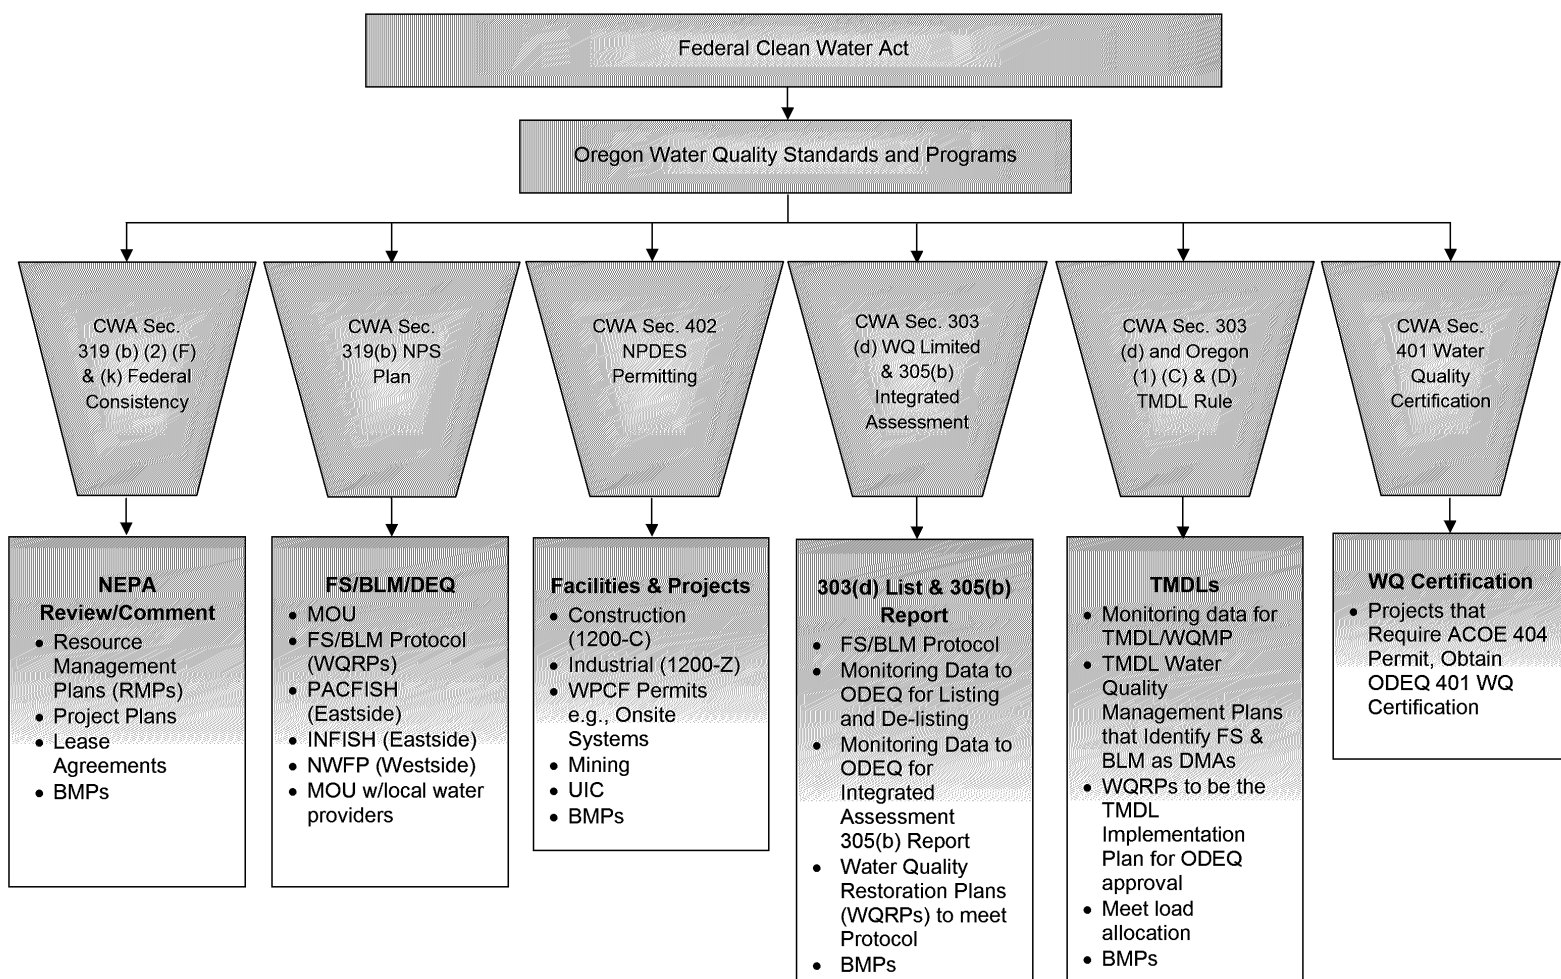 Federal Clean Water Act
Oregon Water Quality Standards and Programs
CWA Sec.
319 (b) (2) (F)
& (k) Federal
Consistency
CWA Sec.
319(b) NPS
Plan
CWA Sec. 402
NPDES
Permitting
CWA Sec. 303
(d) WQ Limited
& 305(b)
Integrated
Assessment
CWA Sec. 303
(d) and Oregon
(1) (C) & (D)
TMDL Rule
CWA Sec.
401 Water
Quality
Certification
NEPA
Review/Comment
• Resource
Management
Plans (RMPs)
• Project Plans
• Lease
Agreements
• BMPs
FS/BLM/DEQ
• MOU
• FS/BLM Protocol
(WQRPs)
• PACFISH
(Eastside)
• INFISH (Eastside)
• NWFP (Westside)
• MOU w/local water
providers
Facilities & Projects
• Construction
(1200-C)
• Industrial (1200-Z)
• WPCF Permits
e.g., Onsite
Systems
• Mining
• UIC
• BMPs
303(d) List & 305(b)
Report
• FS/BLM Protocol
• Monitoring Data to
ODEQ for Listing
and De-listing
• Monitoring Data to
ODEQ for
Integrated
Assessment
305(b) Report
• Water Quality
Restoration Plans
(WQRPs) to meet
Protocol
• BMPs
TMDLs
• Monitoring data for
TMDL/WQMP
• TMDL Water
Quality
Management Plans
that Identify FS &
BLM as DMAs
• WQRPs to be the
TMDL
Implementation
Plan for ODEQ
approval
• Meet load
allocation
• BMPs
WQ Certification
• Projects that
Require ACOE 404
Permit, Obtain
ODEQ 401 WQ
Certification